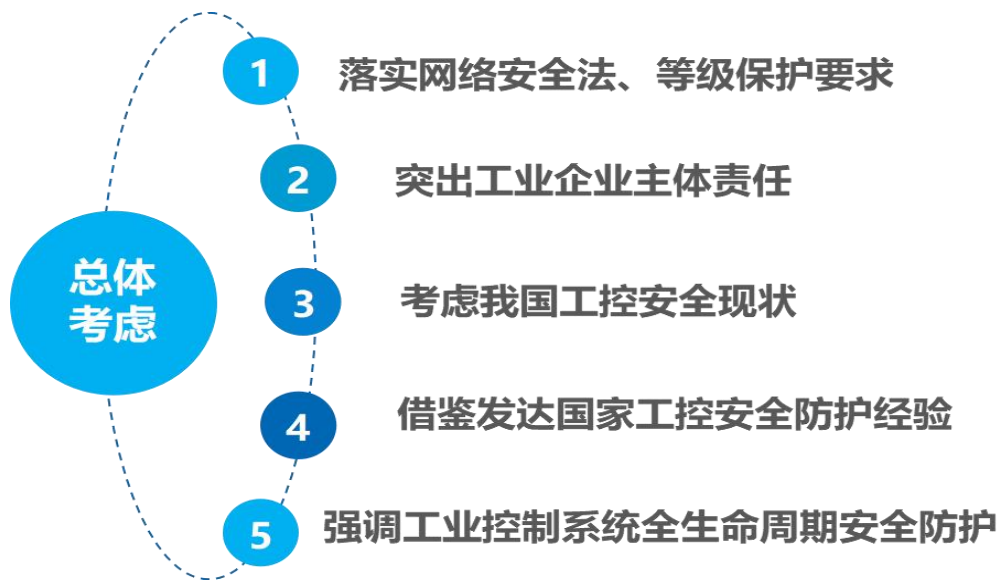 总体
考虑
1 落实网络安全法、等级保护要求
2 突出工业企业主体责任
3 考虑我国工控安全现状
4 借鉴发达国家工控安全防护经验
5 强调工业控制系统全生命周期安全防护